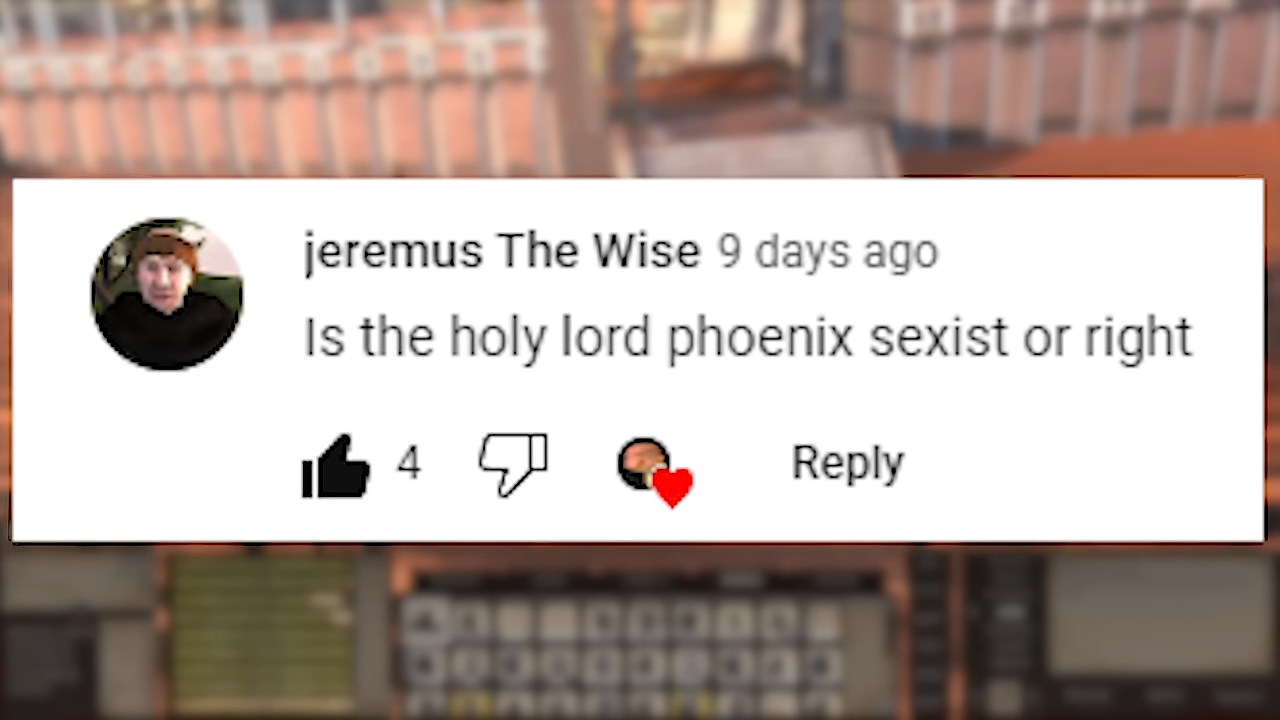 jeremus The Wise 9 days ago
Is the holy lord phoenix sexist or right
4 Reply